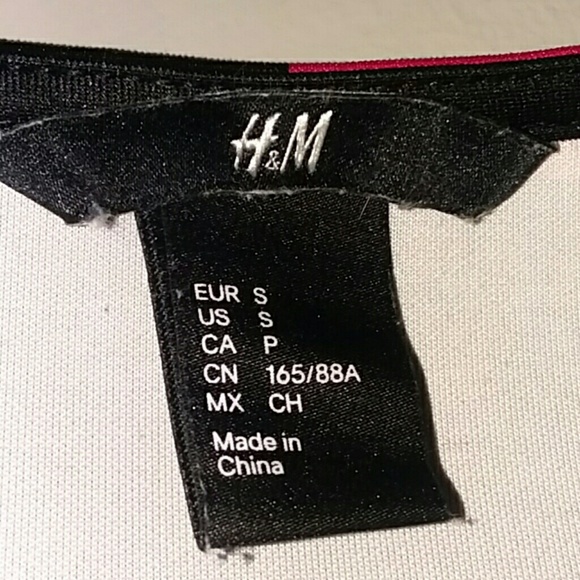 H&M
EUR S
US S
CA P
CN 165/88A
MX CH
Made in
China